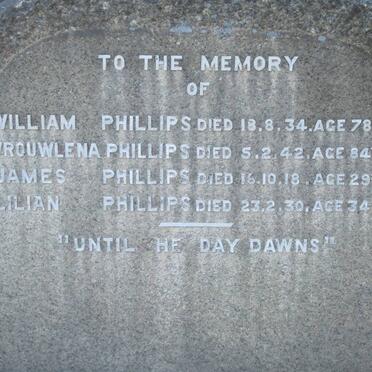 TO THE MEMORY
OF
WILLIAM PHILLIPS DIED 18.8.34. AGE 78
VROUWLENA PHILLIPS DIED 5.2.42, AGE 84
JAMES PHILLIPS DIED 16.10.18, AGE 29
LILIAN PHILLIPS DIED 23.2.30, AGE 34
"UNTIL HE DAY DAWNS"